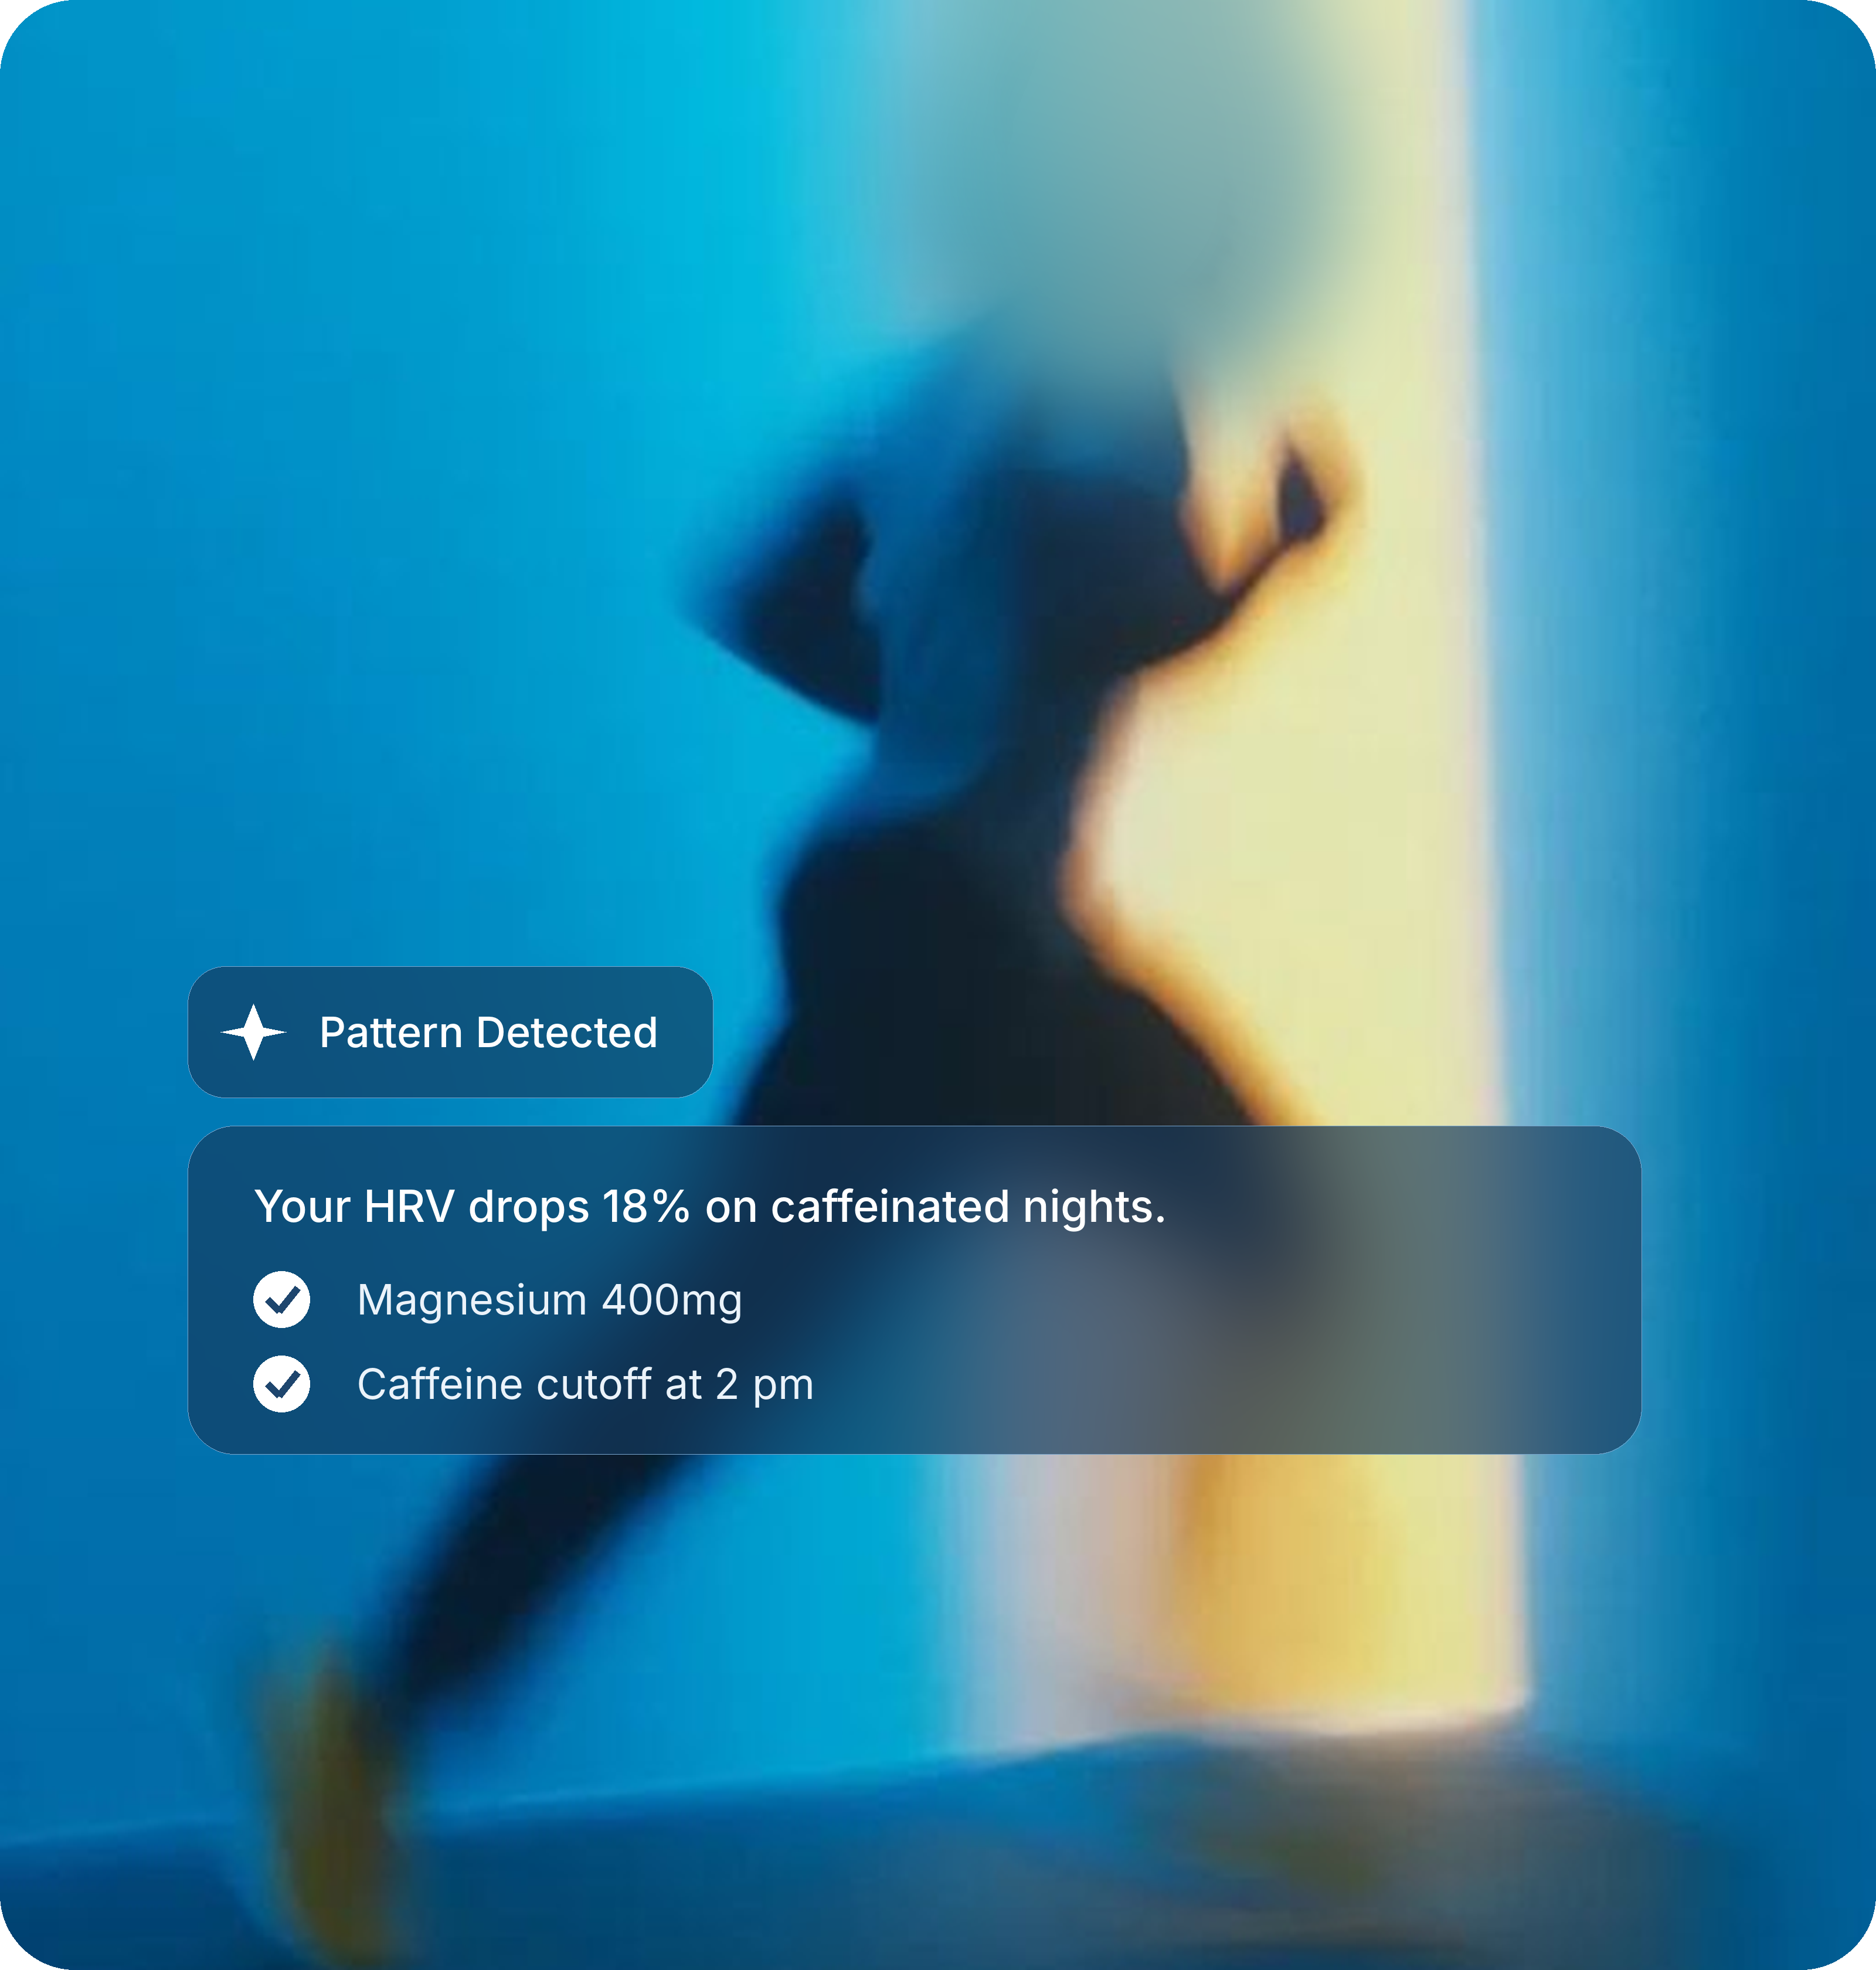 Pattern Detected
Your HRV drops 18% on caffeinated nights.
Magnesium 400mg
Caffeine cutoff at 2 pm